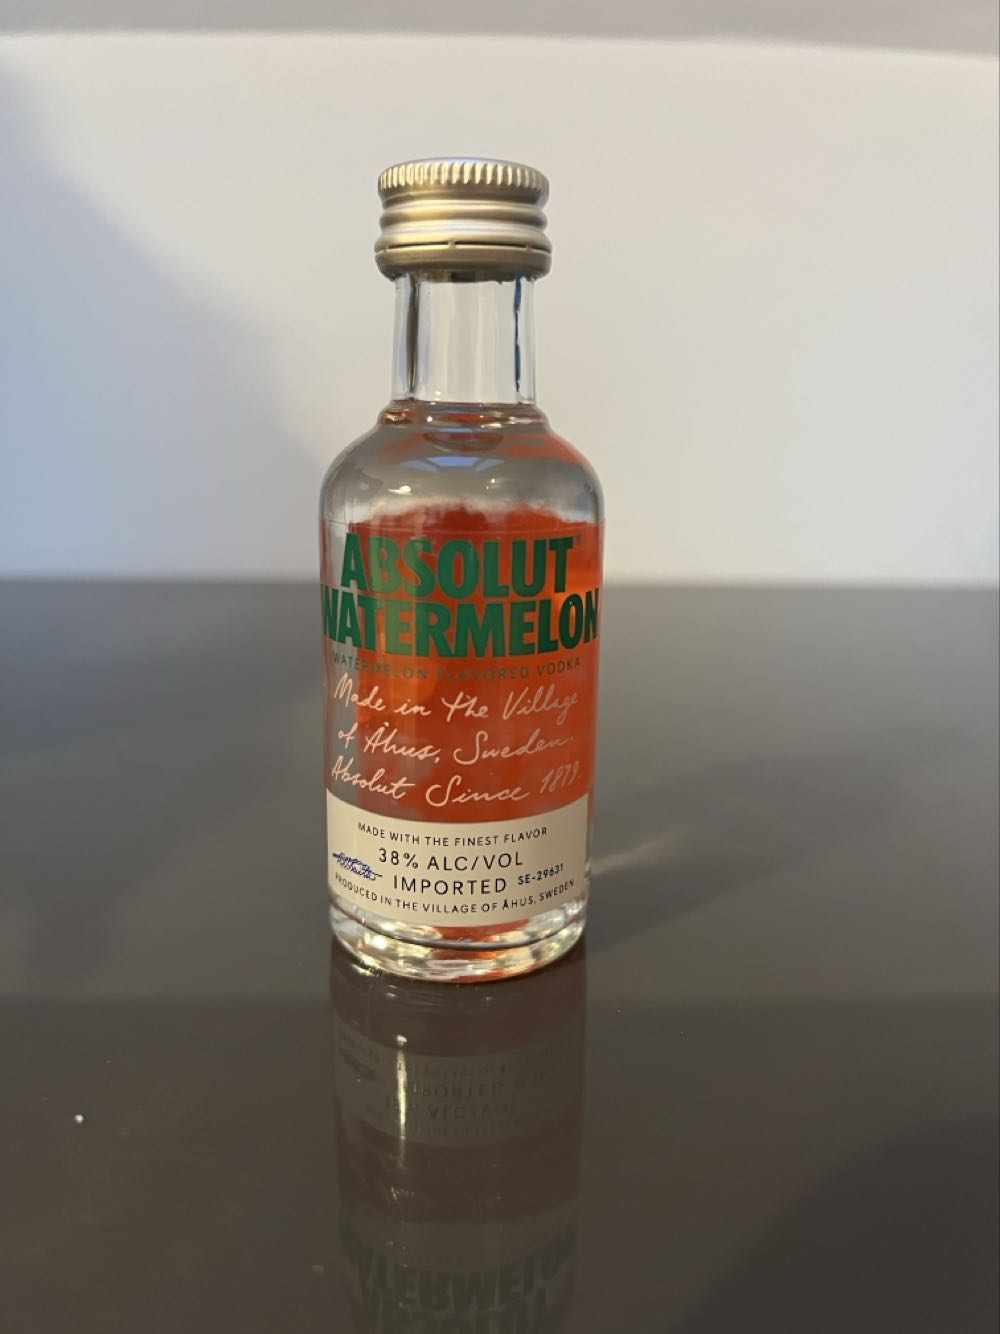 ABSOLUT®
WATERMELON
WATERMELON FLAVORED VODKA
Made in the Village
of Åhus, Sweden.
Absolut Since 1879.
MADE WITH THE FINEST FLAVOR
38% ALC/VOL
IMPORTED SE-29631
PRODUCED IN THE VILLAGE OF ÅHUS, SWEDEN